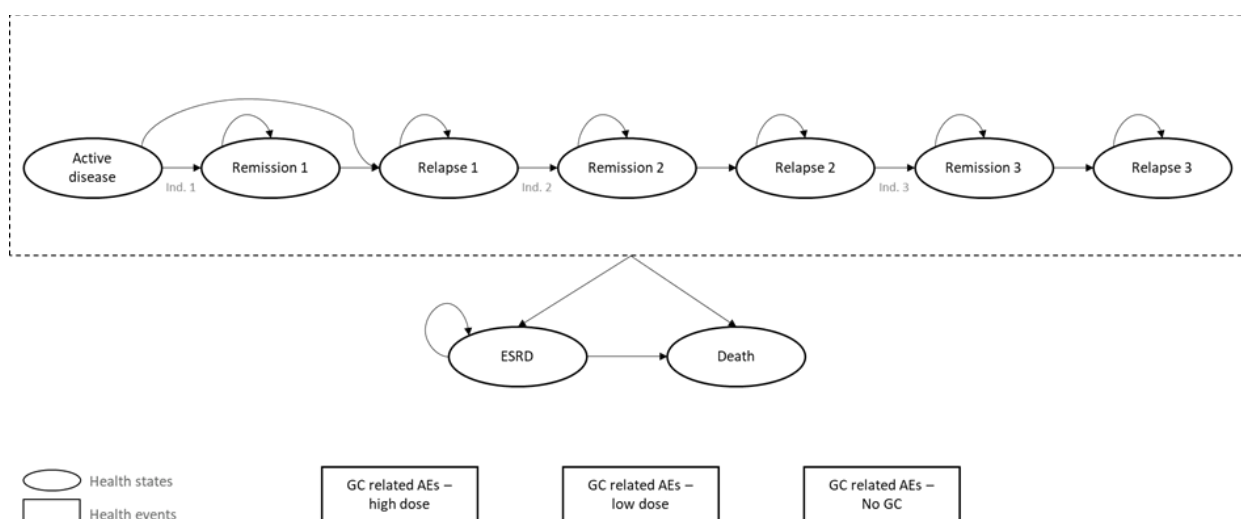 Active
disease
Remission 1
Relapse 1
Remission 2
Relapse 2
Remission 3
Relapse 3
Ind. 1
Ind. 2
Ind. 3
ESRD
Death
Health states
Health events
GC related AEs –
high dose
GC related AEs –
low dose
GC related AEs –
No GC